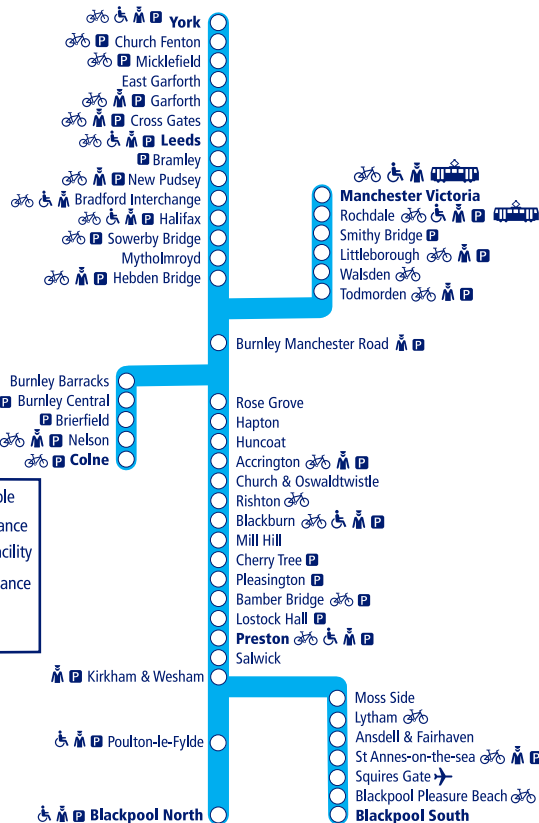 York
Church Fenton
Micklefield
East Garforth
Garforth
Cross Gates
Leeds
Bramley
New Pudsey
Bradford Interchange
Halifax
Sowerby Bridge
Mytholmroyd
Hebden Bridge
Manchester Victoria
Rochdale
Smithy Bridge
Littleborough
Walsden
Todmorden
Burnley Manchester Road
Burnley Barracks
Burnley Central
Brierfield
Nelson
Colne
Rose Grove
Hapton
Huncoat
Accrington
Church & Oswaldtwistle
Rishton
Blackburn
Mill Hill
Cherry Tree
Pleasington
Bamber Bridge
Lostock Hall
Preston
Salwick
Kirkham & Wesham
Poulton-le-Fylde
Blackpool North
Moss Side
Lytham
Ansdell & Fairhaven
St Annes-on-the-sea
Squires Gate
Blackpool Pleasure Beach
Blackpool South